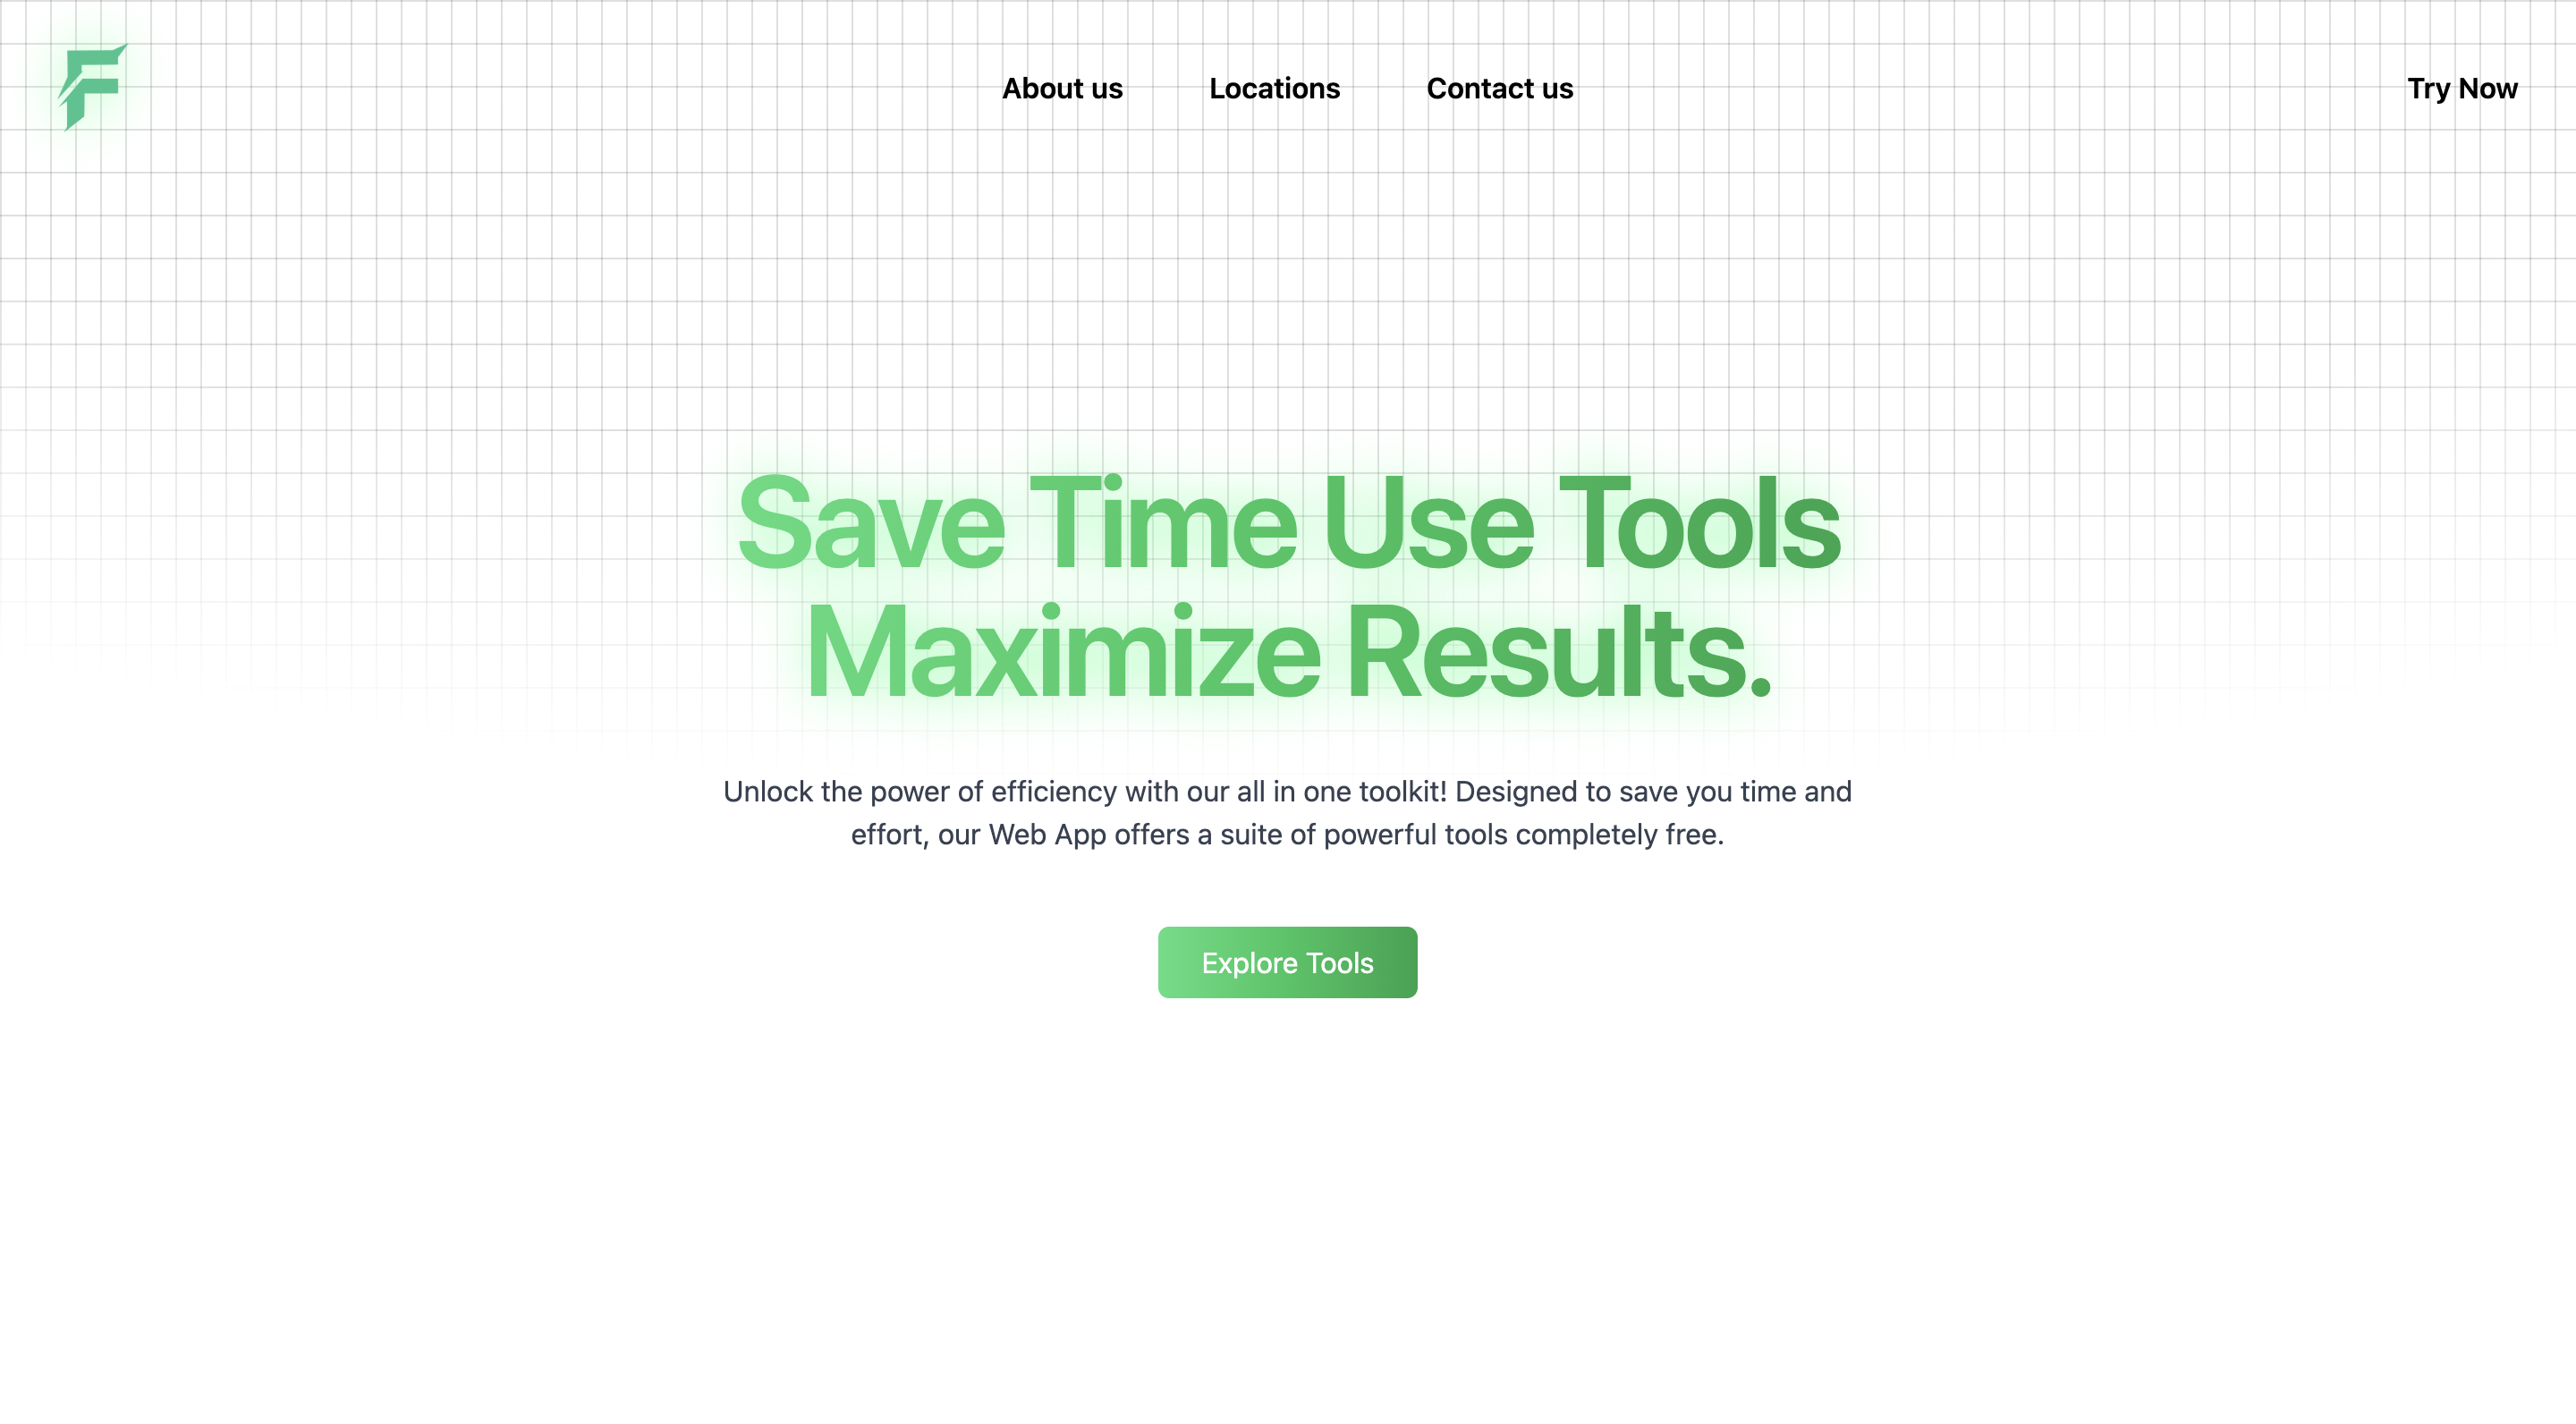 F
About us
Locations
Contact us
Try Now
Save Time Use Tools
Maximize Results.
Unlock the power of efficiency with our all in one toolkit! Designed to save you time and
effort, our Web App offers a suite of powerful tools completely free.
Explore Tools